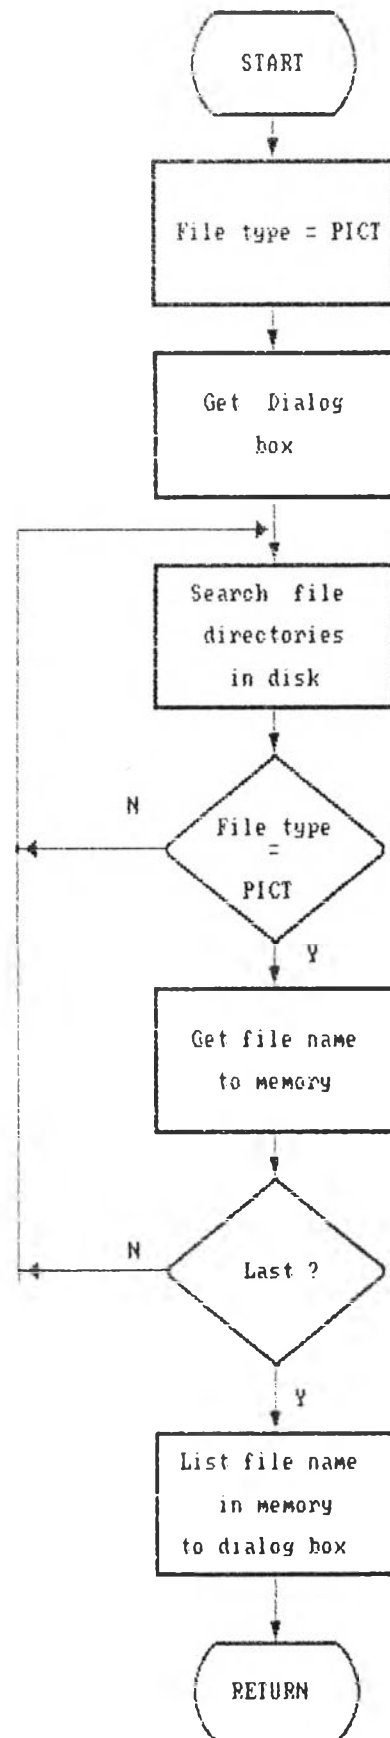 START
File type = PICT
Get Dialog
box
Search file
directories
in disk
N
File type
=
PICT
Y
Get file name
to memory
N
Last ?
Y
List file name
in memory
to dialog box
RETURN